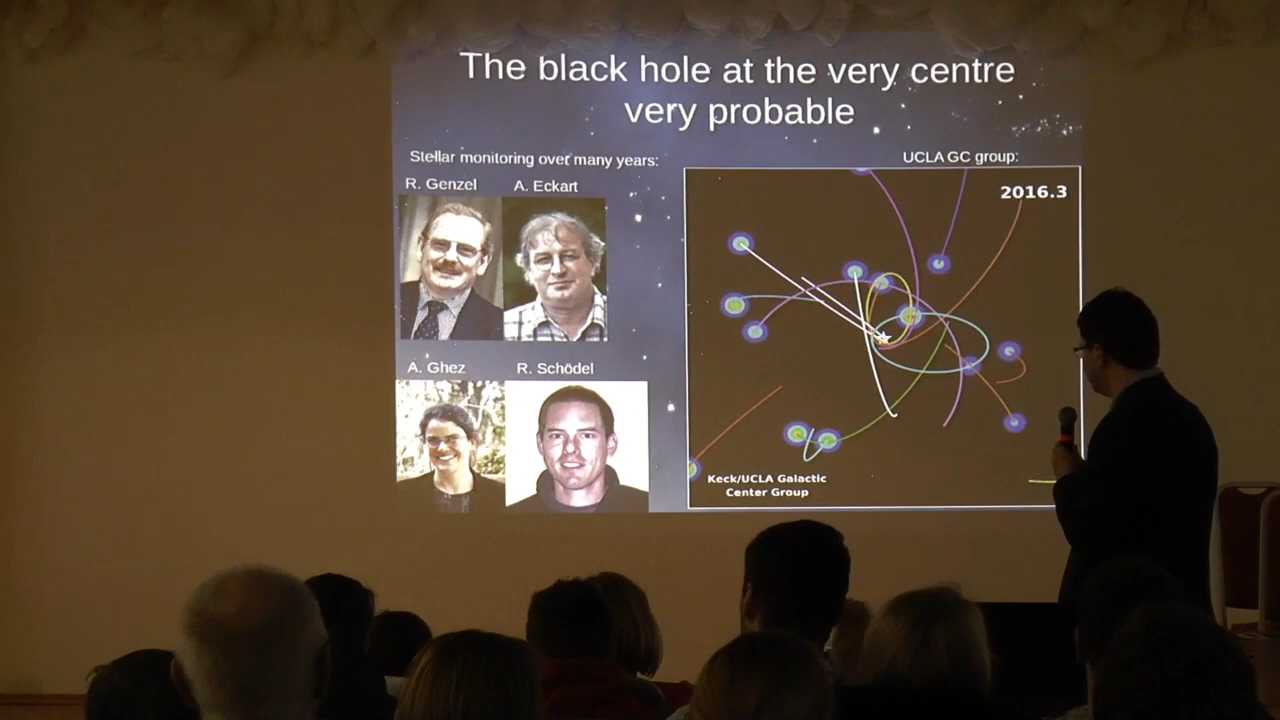 The black hole at the very centre
very probable
Stellar monitoring over many years:
UCLA GC group:
R. Genzel
A. Eckart
2016.3
A. Ghez
R. Schödel
Keck/UCLA Galactic
Center Group